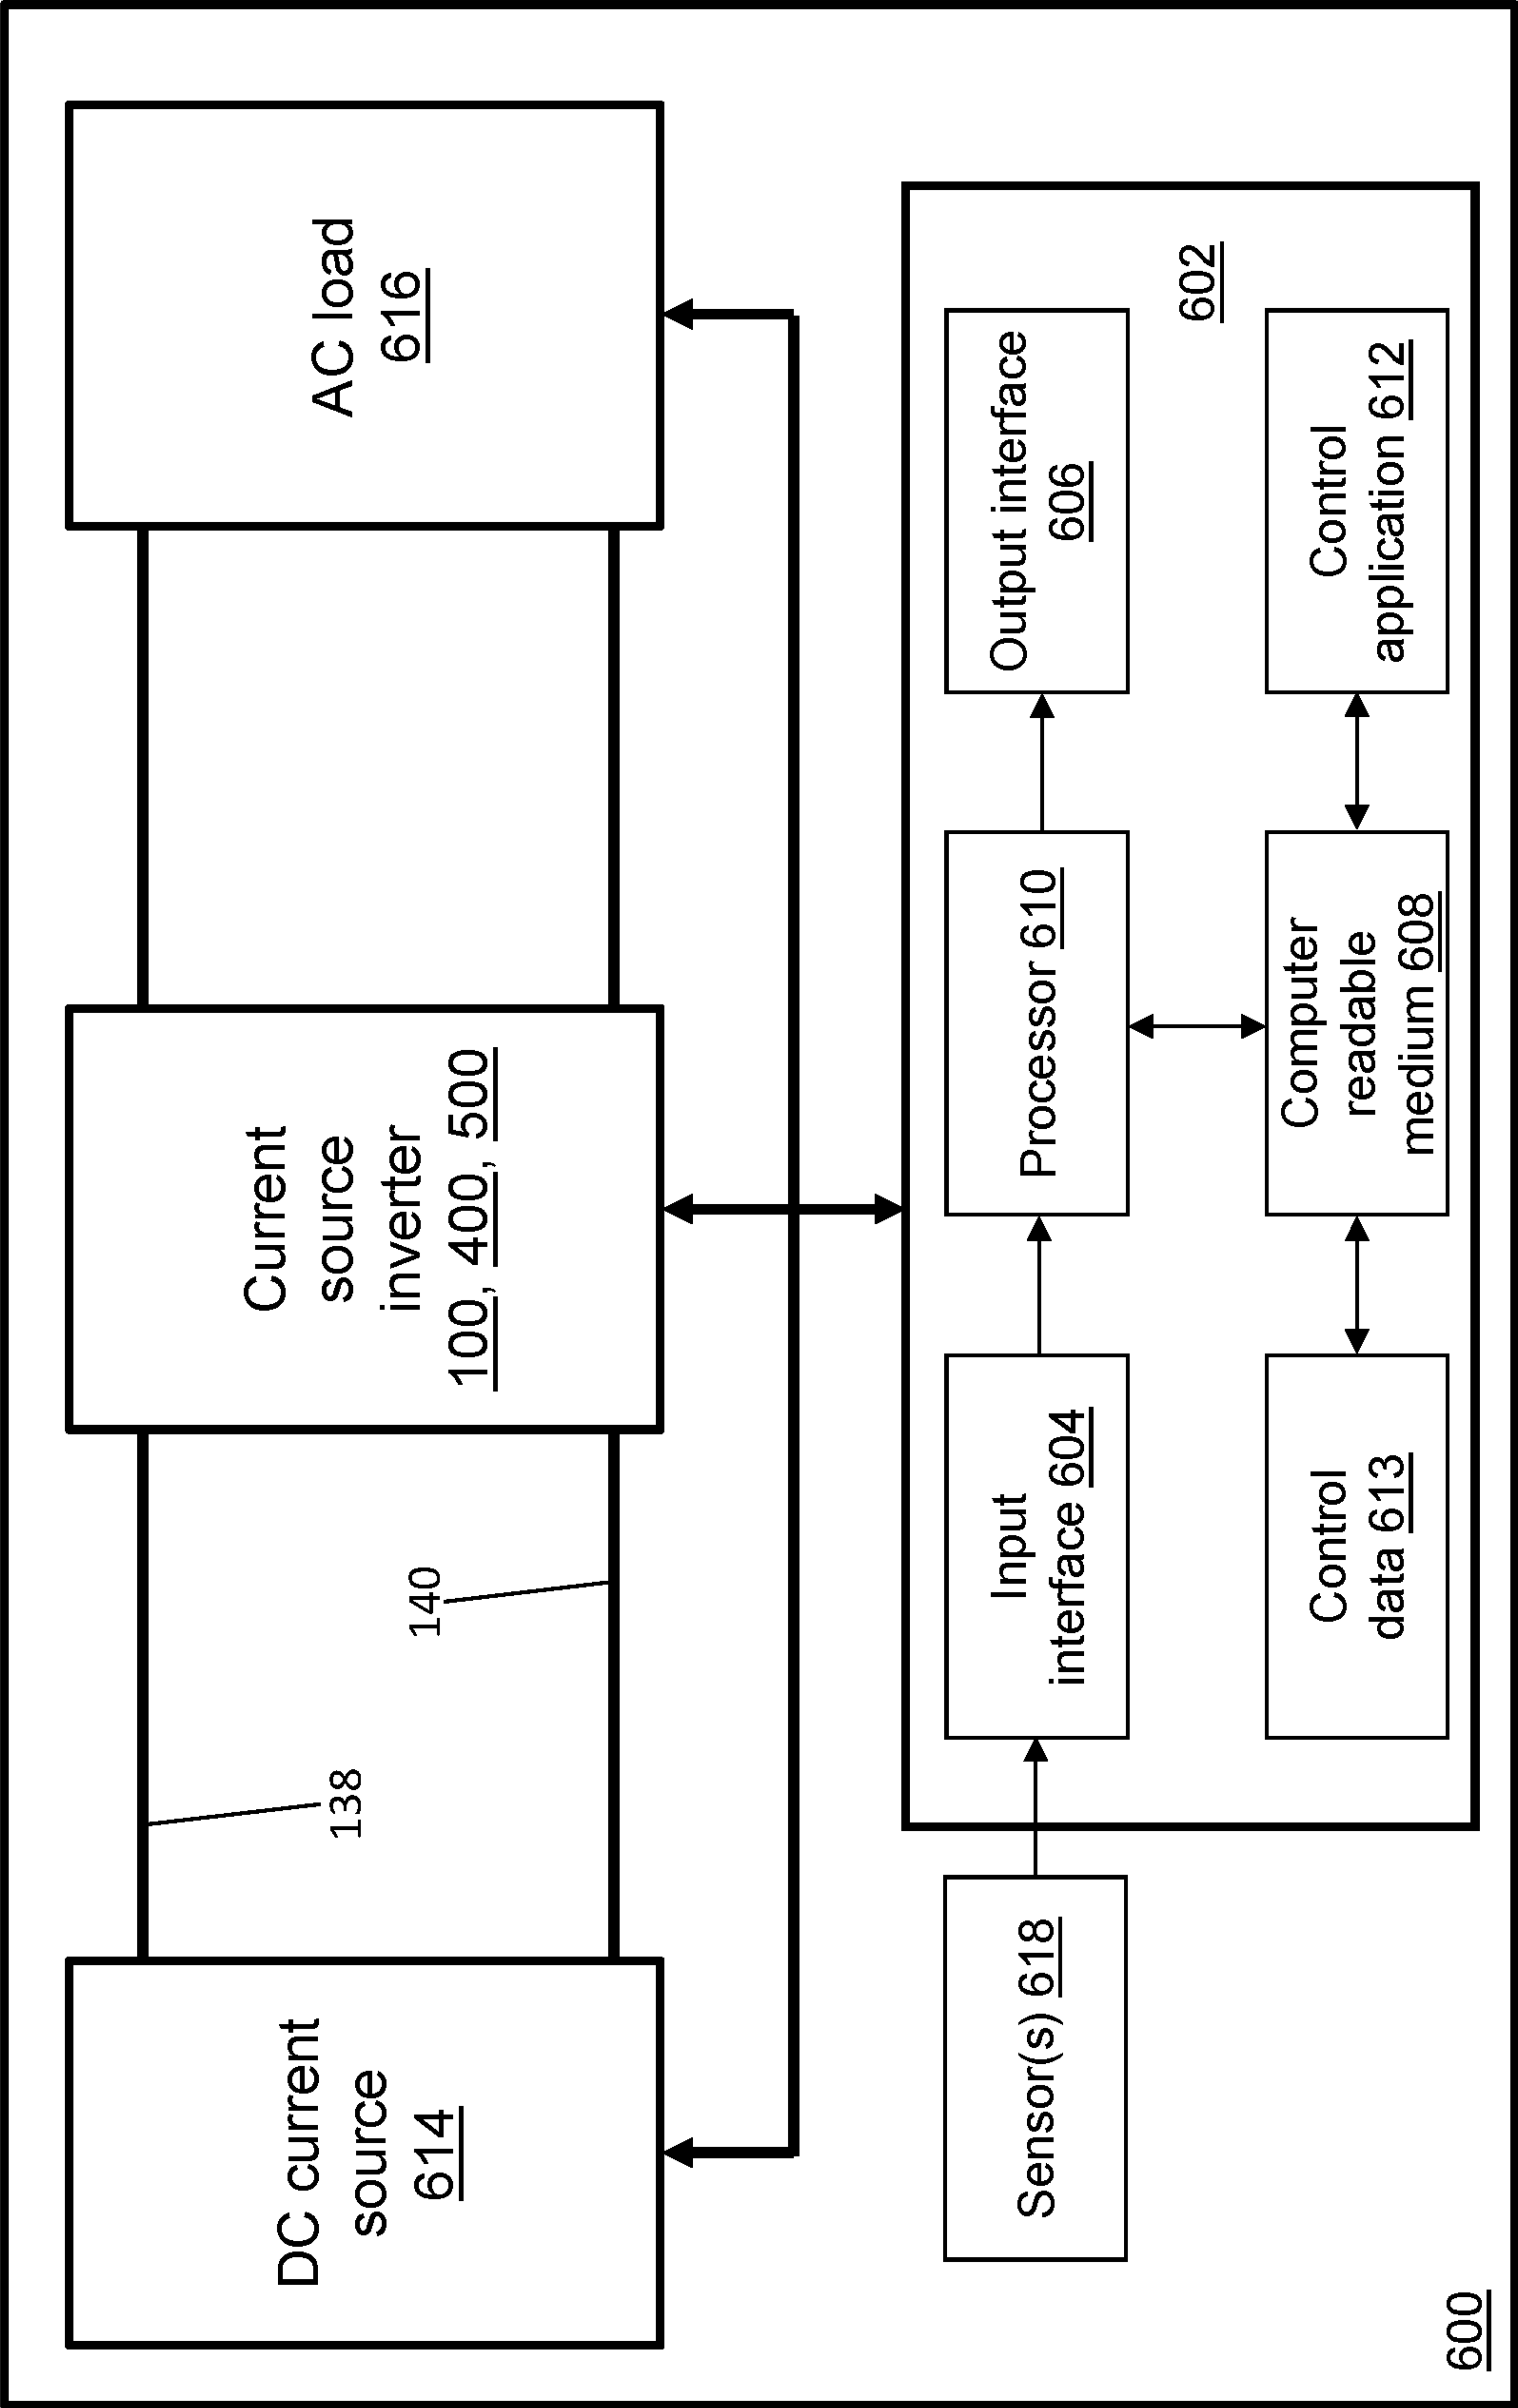 DC current
source
614
138
140
Current
source
inverter
100, 400, 500
AC load
616
Sensor(s) 618
Input
interface 604
Processor 610
Output interface
606
602
Control
data 613
Computer
readable
medium 608
Control
application 612
600